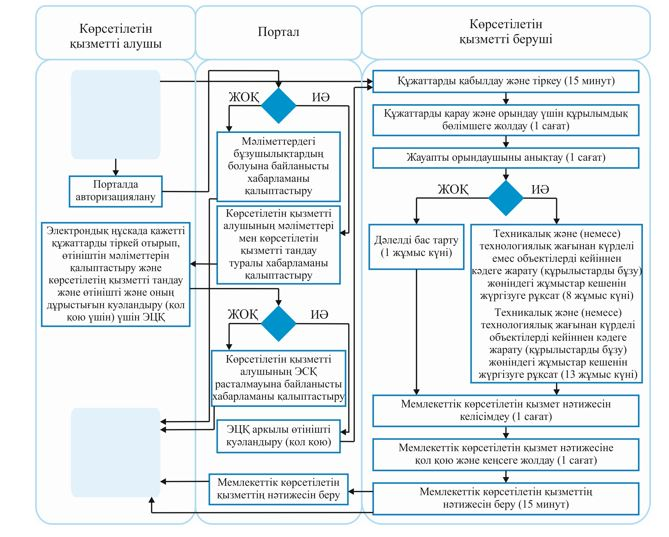 Көрсетілетін
қызметті алушы
Портал
Көрсетілетін
қызметті беруші
Порталда
авторизациялану
Электрондық нұсқада қажетті
құжаттарды тіркей отырып,
өтініштің мәліметтерін
қалыптастыру және
көрсетілетің қызметті таңдау
және өтінішті және оның
дұрыстығын куәландыру (қол
қою үшін) үшін ЭЦҚ
ЖОҚ
ИӘ
Мәліметтердегі
бұзушылықтардың
болуына байланысты
хабарламаны
қалыптастыру
Көрсетілетін қызметті
алушының мәліметтері
мен көрсетілетін
қызметті таңдау
туралы хабарламаны
қалыптастыру
ЖОҚ
ИӘ
Көрсетілетін қызметті
алушының ЭСҚ
расталмауына байланысты
хабарламаны қалыптастыру
ЭЦҚ арқылы өтінішті
куәландыру (қол қою)
Мемлекеттік көрсетілетін
қызметтің нәтижесін беру
Құжаттарды қабылдау және тіркеу (15 минут)
Құжаттарды қарау және орындау үшін құрылымдық
бөлімшеге жолдау (1 сағат)
Жауапты орындаушыны анықтау (1 сағат)
ЖОҚ
ИӘ
Дәлелді бас тарту
(1 жұмыс күні)
Техникалық және (немесе)
технологиялық жағынан күрделі
емес объектілерді кейіннен
кәдеге жарату (құрылыстарды бұзу)
жөніндегі жұмыстар кешенін
жүргізуге рұқсат (8 жұмыс күні)
Техникалық және (немесе)
технологиялық жағынан күрделі
объектілерді кейіннен кәдеге
жарату (құрылыстарды бұзу)
жөніндегі жұмыстар кешенін
жүргізуге рұқсат (13 жұмыс күні)
Мемлекеттік көрсетілетін қызмет нәтижесін
келісімдеу (1 сағат)
Мемлекеттік көрсетілетін қызмет нәтижесіне
қол қою және кеңсеге жолдау (1 сағат)
Мемлекеттік көрсетілетін қызметтің
нәтижесін беру (15 минут)